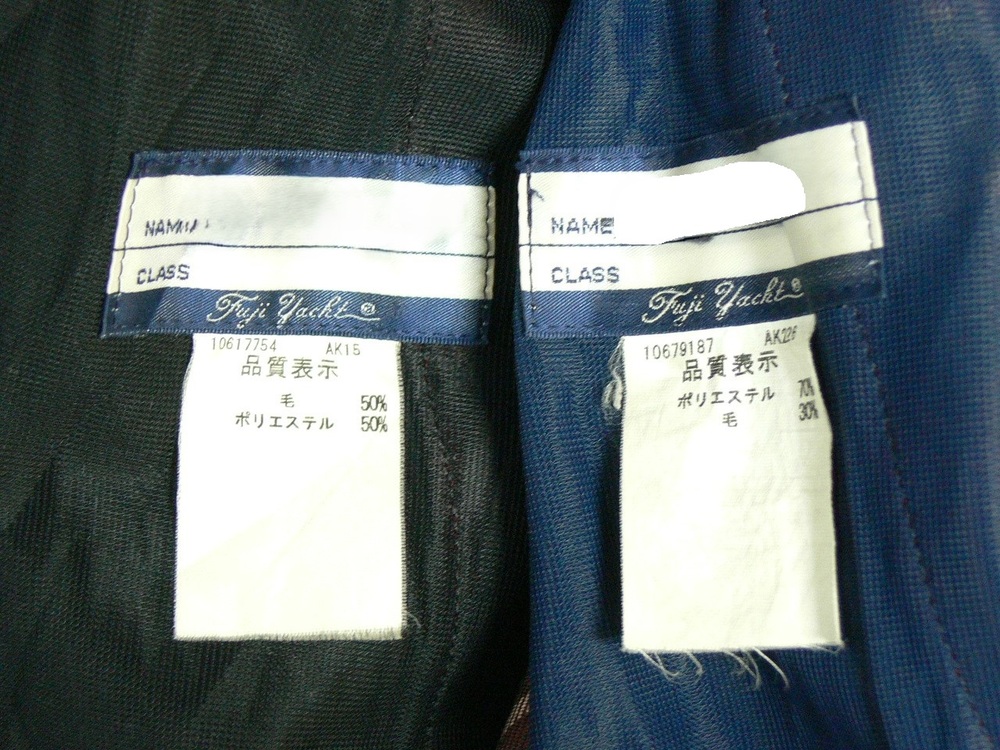 NAME
CLASS
Fuji Yacht ®
10617754 AK15
品質表示
毛 50%
ポリエステル 50%
NAME
CLASS
Fuji Yacht ®
10679187 AK226
品質表示
ポリエステル 70%
毛 30%